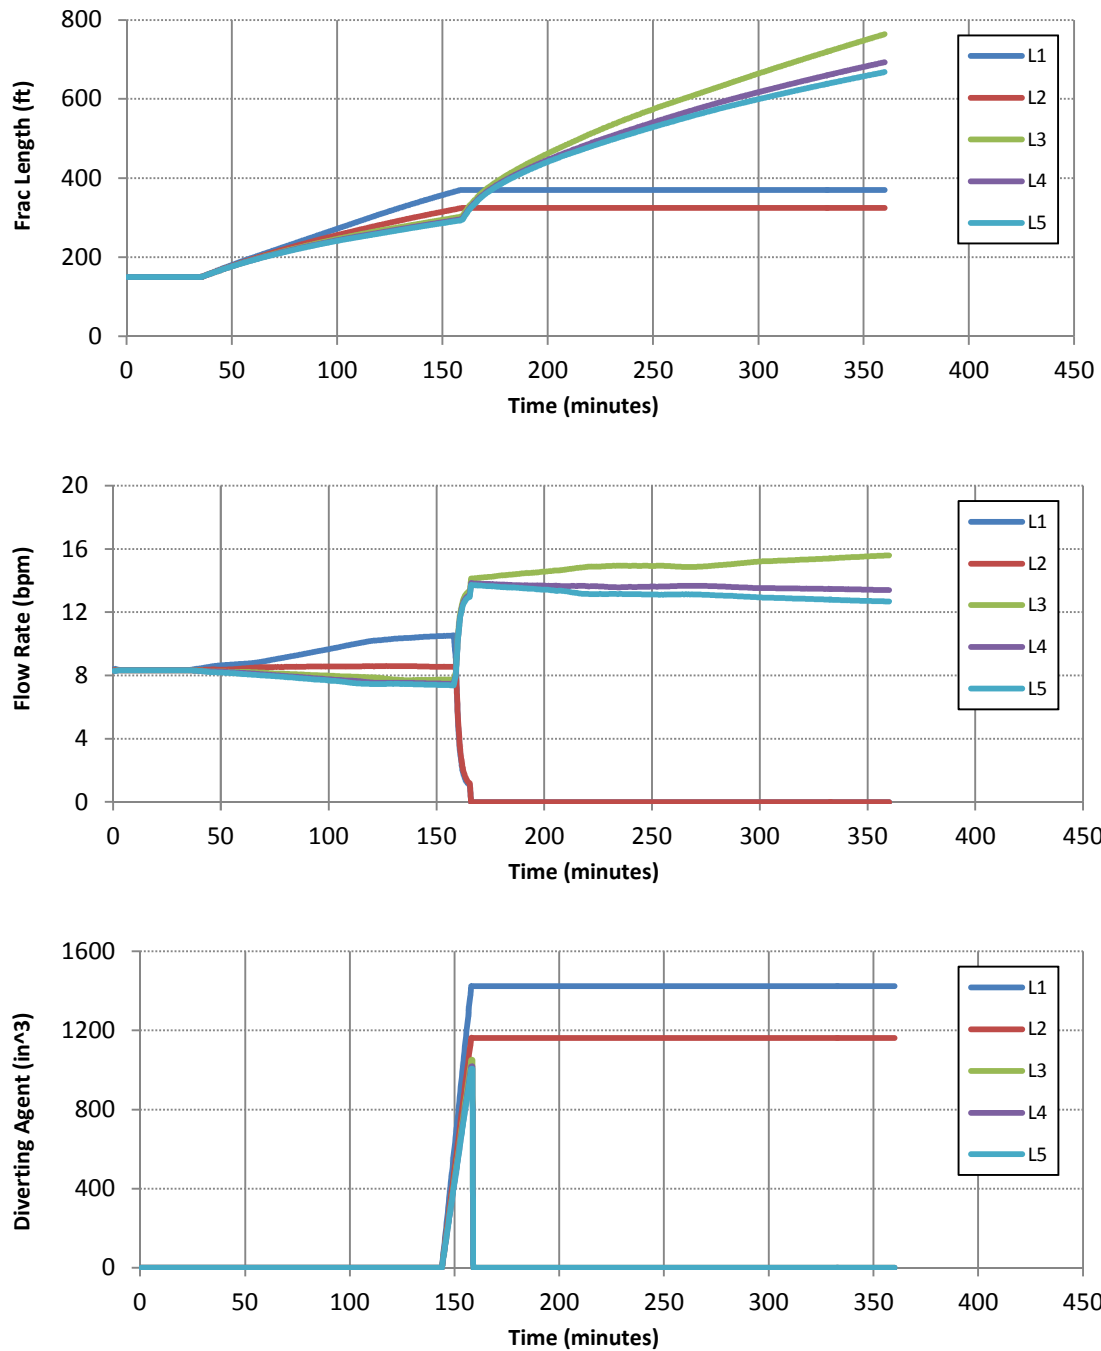 Frac Length (ft)
800
600
400
200
0
0 50 100 150 200 250 300 350 400 450
Time (minutes)
L1
L2
L3
L4
L5
Flow Rate (bpm)
20
16
12
8
4
0
0 50 100 150 200 250 300 350 400 450
Time (minutes)
L1
L2
L3
L4
L5
Diverting Agent (in^3)
1600
1200
800
400
0
0 50 100 150 200 250 300 350 400 450
Time (minutes)
L1
L2
L3
L4
L5